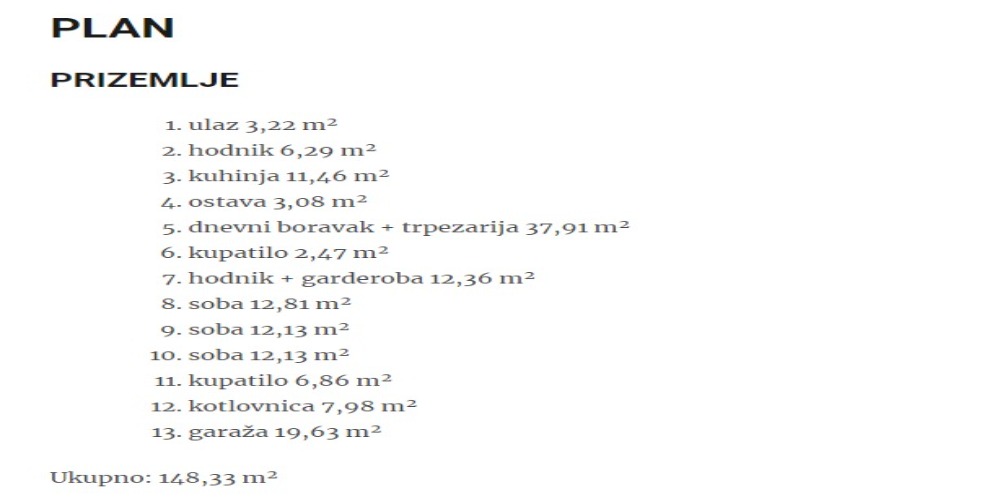 PLAN
PRIZEMLJE
1. ulaz 3,22 m²
2. hodnik 6,29 m²
3. kuhinja 11,46 m²
4. ostava 3,08 m²
5. dnevni boravak + trpezarija 37,91 m²
6. kupatilo 2,47 m²
7. hodnik + garderoba 12,36 m²
8. soba 12,81 m²
9. soba 12,13 m²
10. soba 12,13 m²
11. kupatilo 6,86 m²
12. kotlovnica 7,98 m²
13. garaža 19,63 m²
Ukupno: 148,33 m²